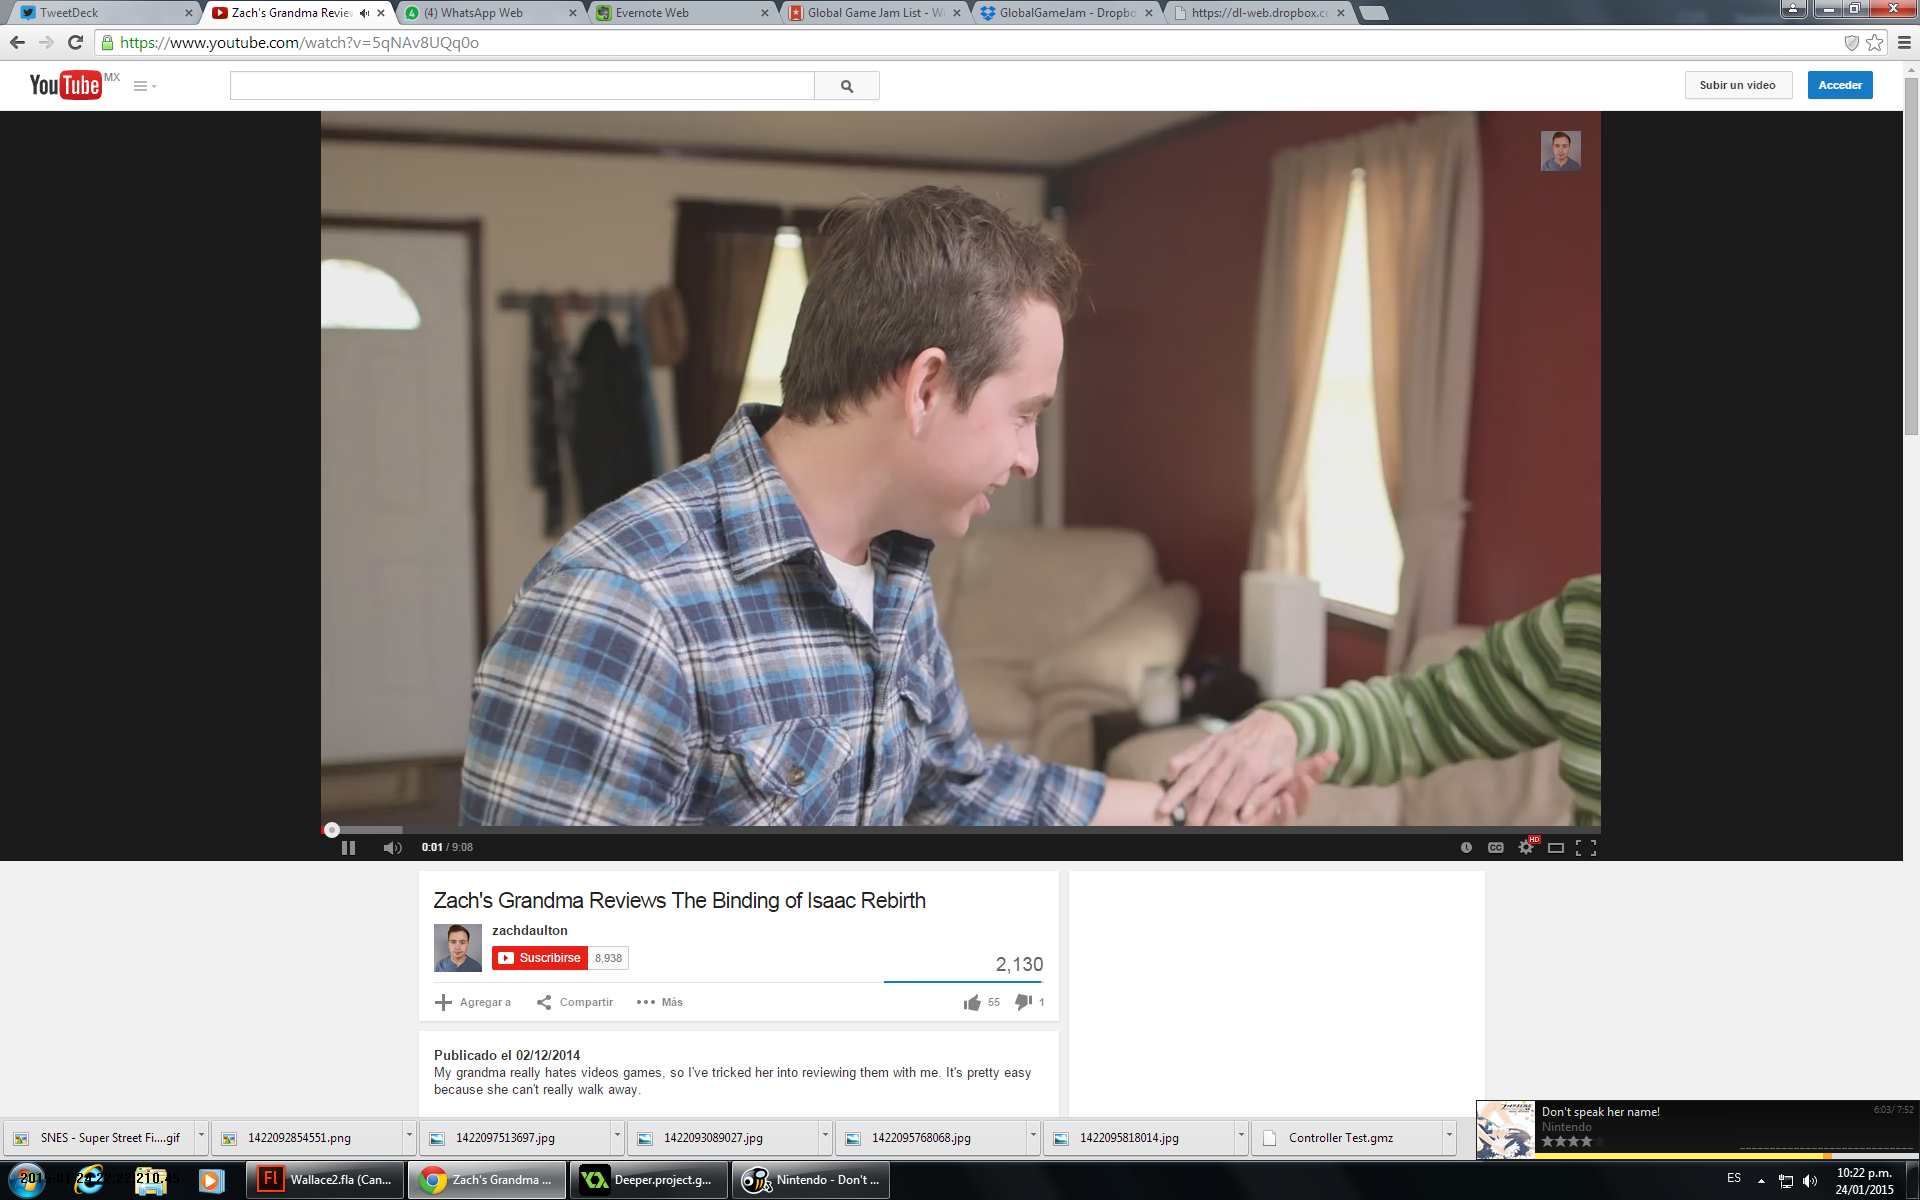 TweetDeck
Zach's Grandma Review
(4) WhatsApp Web
Evernote Web
Global Game Jam List - W
GlobalGameJam - Dropbo
https://dl-web.dropbox.c
https://www.youtube.com/watch?v=5qNAv8UQq0o
YouTube MX
Subir un video
Acceder
0:01 / 9:08
CC
HD
Zach's Grandma Reviews The Binding of Isaac Rebirth
zachdaulton
Suscribirse 8,938
2,130
Agregar a
Compartir
Más
55
1
Publicado el 02/12/2014
My grandma really hates videos games, so I've tricked her into reviewing them with me. It's pretty easy
because she can't really walk away.
Don't speak her name!
6:03/ 7:52
Nintendo
SNES - Super Street Fi....gif
1422092854551.png
1422097513697.jpg
1422093089027.jpg
1422095768068.jpg
1422095818014.jpg
Controller Test.gmz
Fl
Wallace2.fla (Can...
Zach's Grandma ...
Deeper.project.g...
Nintendo - Don't ...
ES
10:22 p.m.
24/01/2015